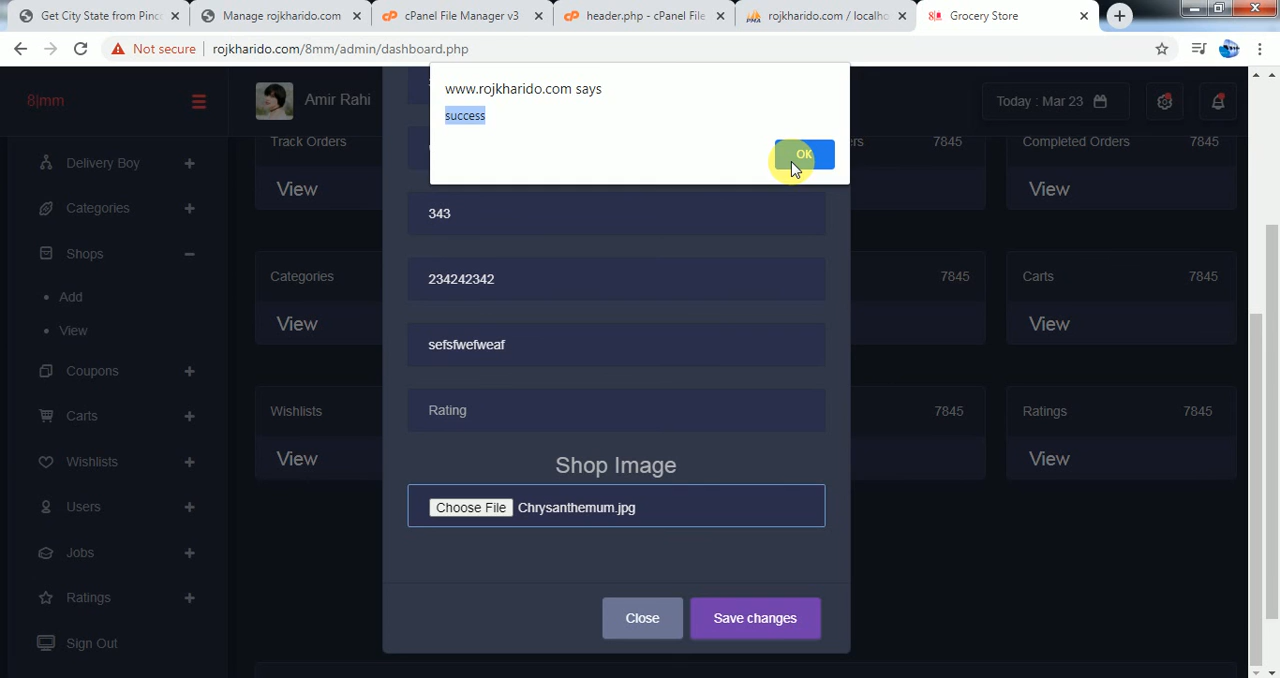 Get City State from Pinco
Manage rojkharido.com
cPanel File Manager v3
header.php - cPanel File
rojkharido.com / localho
Grocery Store
Not secure
rojkharido.com/8mm/admin/dashboard.php
8|mm
Amir Rahi
www.rojkharido.com says
success
OK
Today : Mar 23
Delivery Boy
Categories
Shops
Add
View
Coupons
Carts
Wishlists
Users
Jobs
Ratings
Sign Out
Track Orders
View
7845
Completed Orders
7845
View
Categories
View
7845
Carts
7845
View
Wishlists
View
7845
Ratings
7845
View
343
234242342
sefsfwefweaf
Rating
Shop Image
Choose File Chrysanthemum.jpg
Close
Save changes